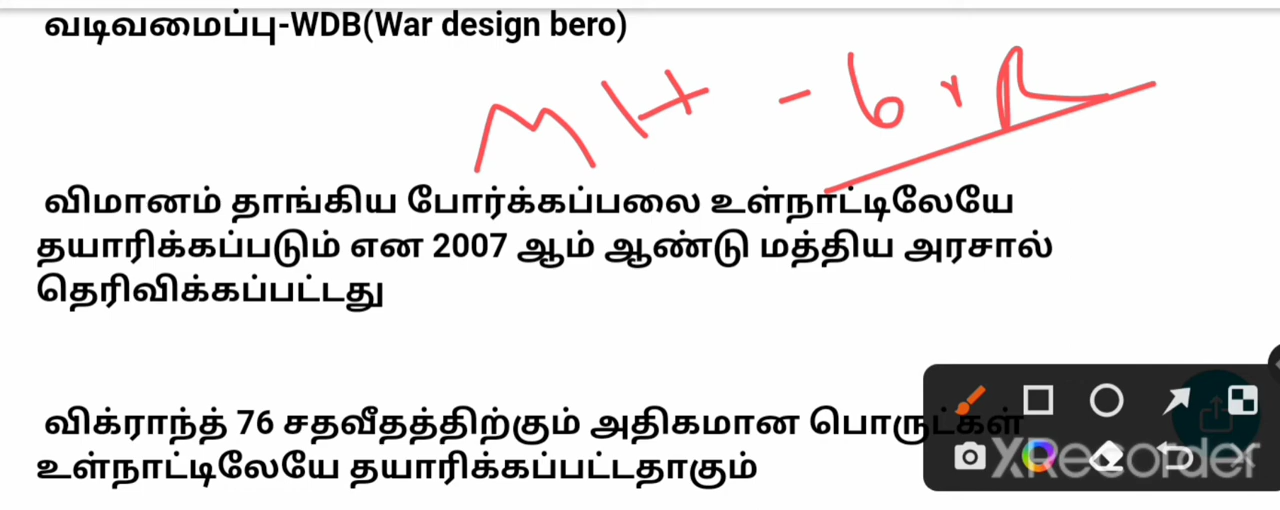 வடிவமைப்பு-WDB(War design bero)
MH - 60 R
விமானம் தாங்கிய போர்க்கப்பலை உள்நாட்டிலேயே
தயாரிக்கப்படும் என 2007 ஆம் ஆண்டு மத்திய அரசால்
தெரிவிக்கப்பட்டது
விக்ராந்த் 76 சதவீதத்திற்கும் அதிகமான பொருட்கள்
உள்நாட்டிலேயே தயாரிக்கப்பட்டதாகும்
XRecorder